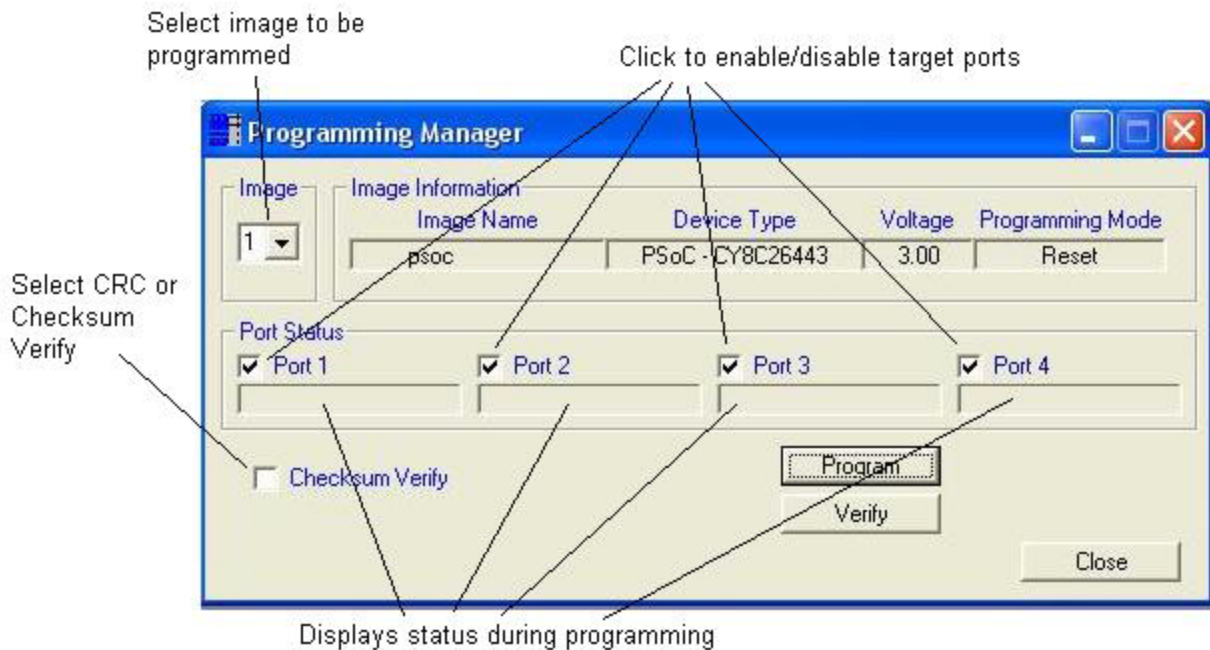 Select image to be
programmed
Click to enable/disable target ports
Programming Manager
Image
Image Information
Image Name
Device Type
Voltage
Programming Mode
1
psoc
PSoC - CY8C26443
3.00
Reset
Select CRC or
Checksum
Verify
Port Status
Port 1
Port 2
Port 3
Port 4
Checksum Verify
Program
Verify
Close
Displays status during programming